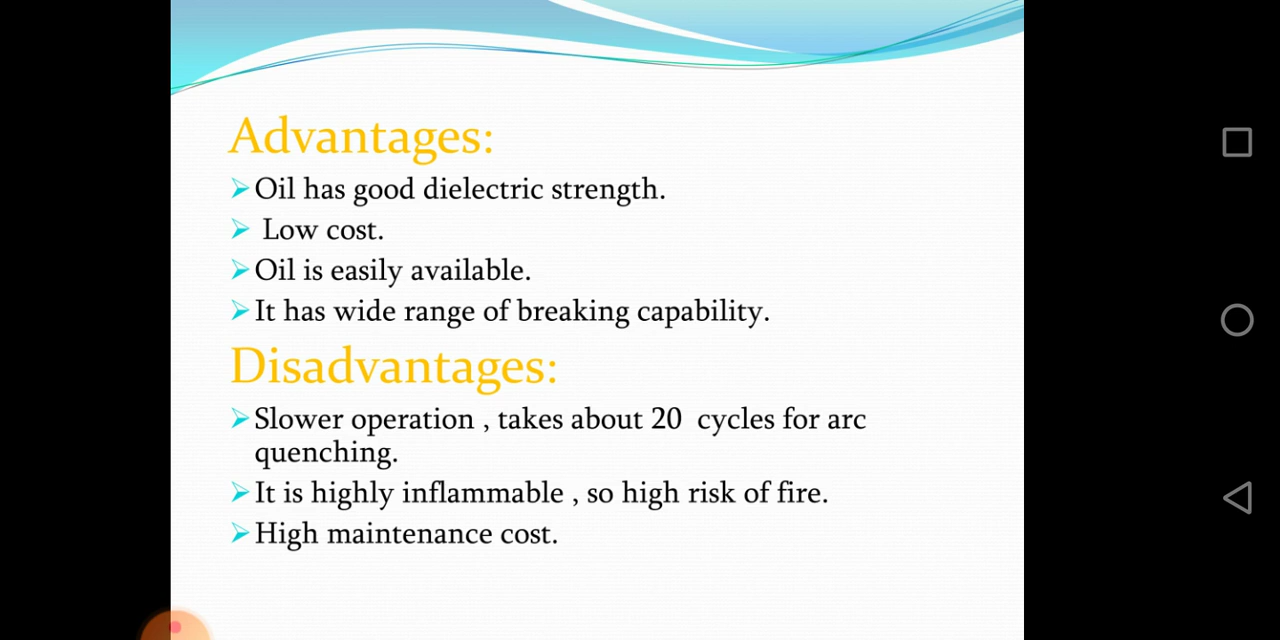 Advantages:
Oil has good dielectric strength.
Low cost.
Oil is easily available.
It has wide range of breaking capability.
Disadvantages:
Slower operation , takes about 20 cycles for arc
quenching.
It is highly inflammable , so high risk of fire.
High maintenance cost.